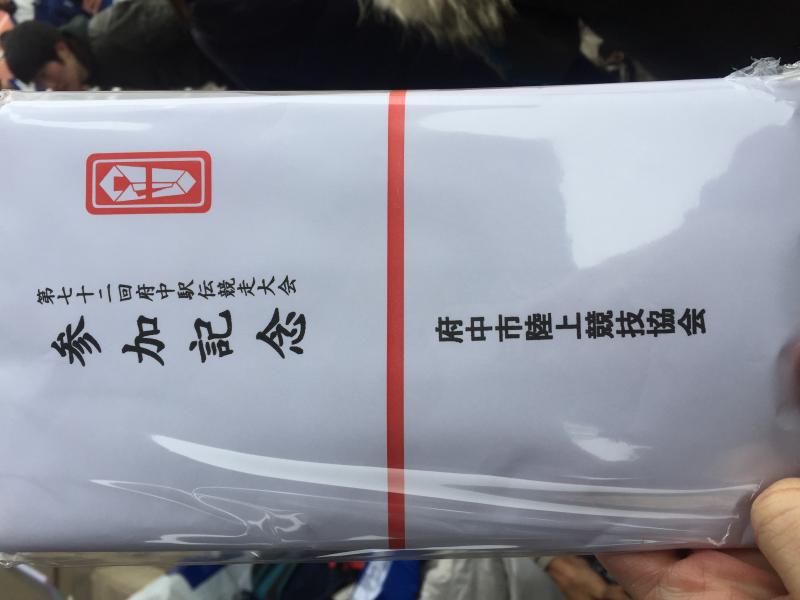 第七十二回府中駅伝競走大会
参加記念
府中市陸上競技協会